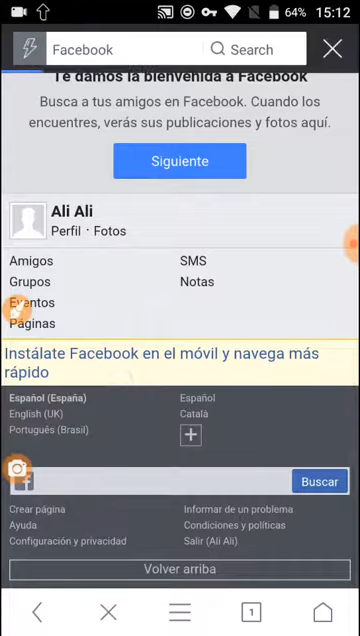 64% 15:12
Facebook Search
Te damos la bienvenida a Facebook
Busca a tus amigos en Facebook. Cuando los
encuentres, verás sus publicaciones y fotos aquí.
Siguiente
Ali Ali
Perfil · Fotos
Amigos SMS
Grupos Notas
Eventos
Páginas
Instálate Facebook en el móvil y navega más
rápido
Español (España) Español
English (UK) Català
Português (Brasil)
Buscar
Crear página Informar de un problema
Ayuda Condiciones y políticas
Configuración y privacidad Salir (Ali Ali)
Volver arriba
1